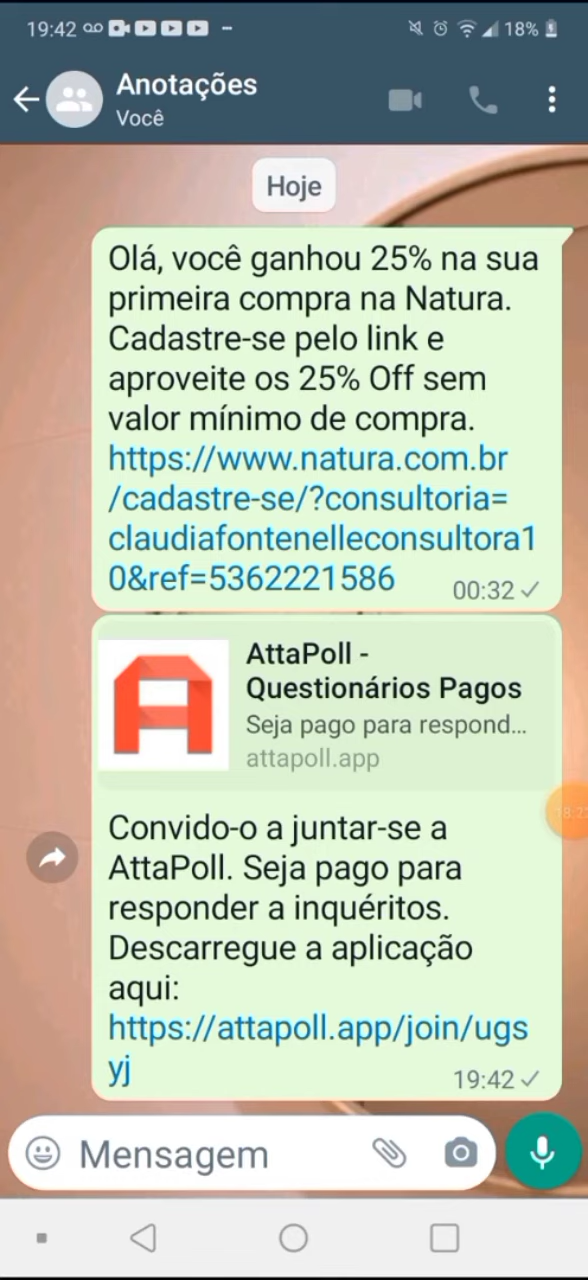 19:42 18%
Anotações
Você
Hoje
Olá, você ganhou 25% na sua
primeira compra na Natura.
Cadastre-se pelo link e
aproveite os 25% Off sem
valor mínimo de compra.
https://www.natura.com.br
/cadastre-se/?consultoria=
claudiafontenelleconsultora1
0&ref=5362221586 00:32
AttaPoll -
Questionários Pagos
Seja pago para respond...
attapoll.app
Convido-o a juntar-se a
AttaPoll. Seja pago para
responder a inquéritos.
Descarregue a aplicação
aqui:
https://attapoll.app/join/ugs
yj 19:42
Mensagem